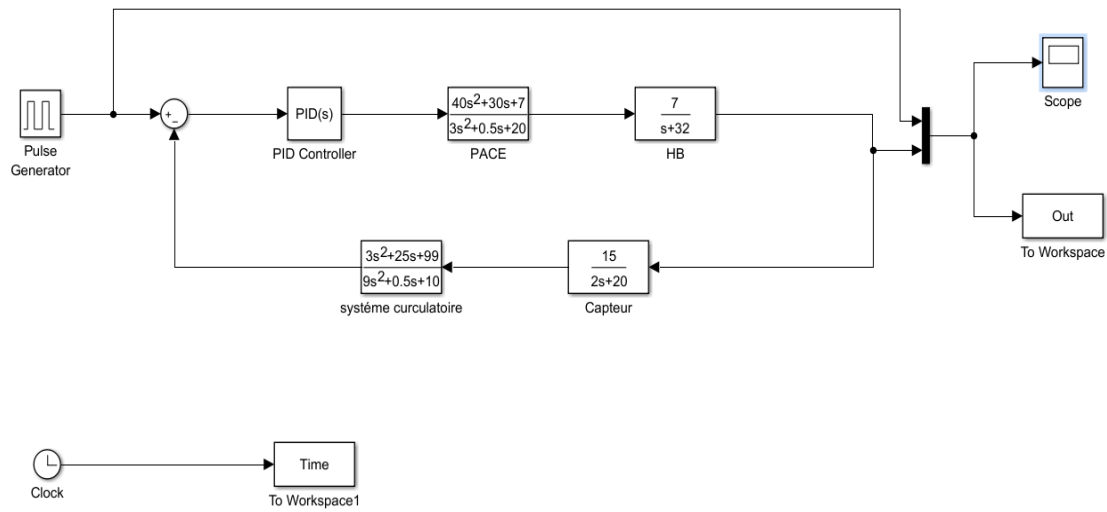 Scope
Pulse
Generator
+
−
PID(s)
PID Controller
40s2+30s+7
3s2+0.5s+20
PACE
7
s+32
HB
Out
To Workspace
3s2+25s+99
9s2+0.5s+10
systéme curculatoire
15
2s+20
Capteur
Clock
Time
To Workspace1